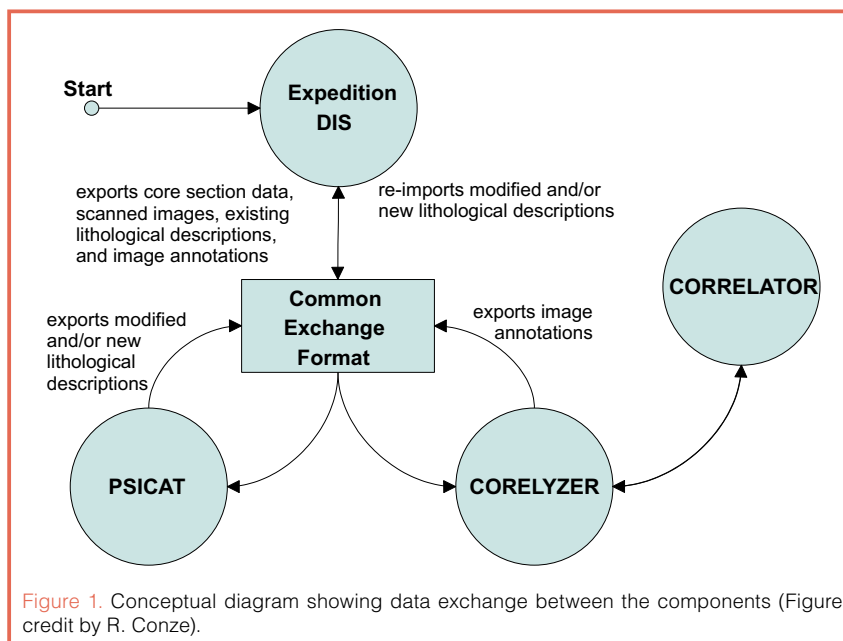 Start
Expedition
DIS
exports core section data,
scanned images, existing
lithological descriptions,
and image annotations
re-imports modified and/or
new lithological descriptions
CORRELATOR
Common
Exchange
Format
exports modified
and/or new
lithological
descriptions
exports image
annotations
PSICAT
CORELYZER
Figure 1. Conceptual diagram showing data exchange between the components (Figure
credit by R. Conze).